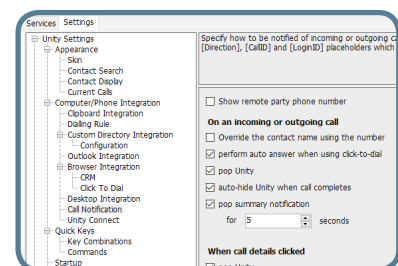 Services Settings
Unity Settings
Appearance
Skin
Contact Search
Contact Display
Current Calls
Computer/Phone Integration
Clipboard Integration
Dialing Rule
Custom Directory Integration
Configuration
Outlook Integration
Browser Integration
CRM
Click To Dial
Desktop Integration
Call Notification
Unity Connect
Quick Keys
Key Combinations
Commands
Startup
Specify how to be notified of incoming or outgoing ca
[Direction], [CallID] and [LoginID] placeholders which
Show remote party phone number
On an incoming or outgoing call
Override the contact name using the number
perform auto answer when using click-to-dial
pop Unity
auto-hide Unity when call completes
pop summary notification
for 5 seconds
When call details clicked
pop Unity